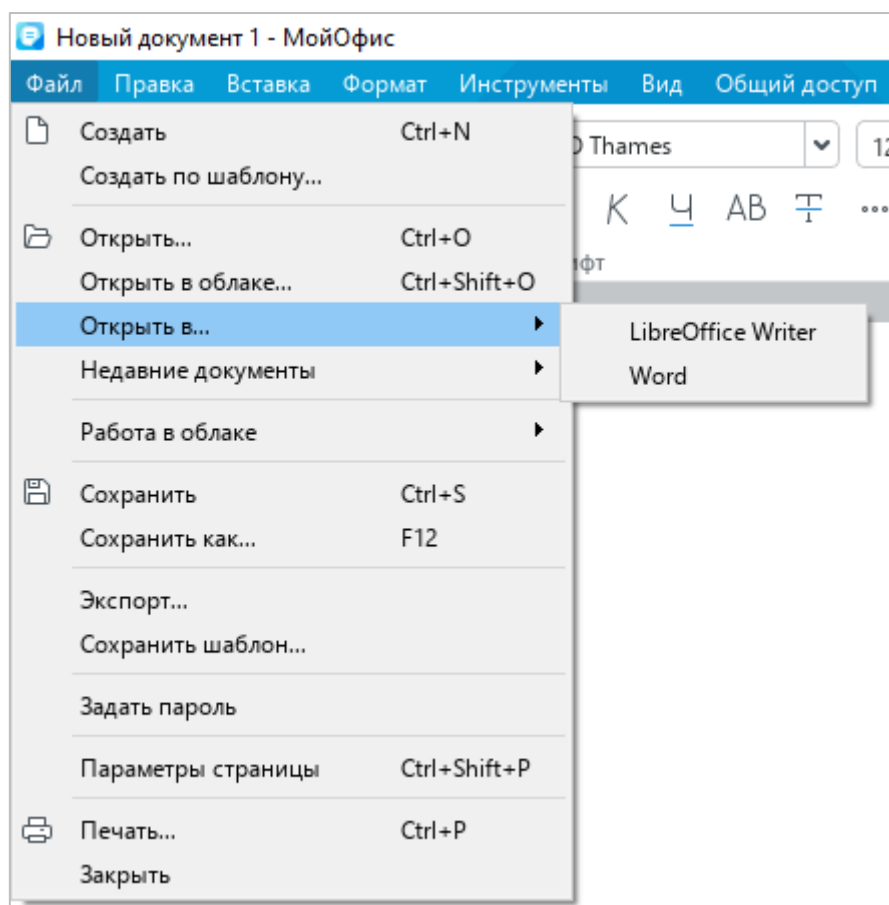 Новый документ 1 - МойОфис
Файл Правка Вставка Формат Инструменты Вид Общий доступ
Создать Ctrl+N
Thames 12
Создать по шаблону...
К Ч АВ Т
Открыть... Ctrl+O
Открыть в облаке... Ctrl+Shift+O
Открыть в...
LibreOffice Writer
Недавние документы
Word
Работа в облаке
Сохранить Ctrl+S
Сохранить как... F12
Экспорт...
Сохранить шаблон...
Задать пароль
Параметры страницы Ctrl+Shift+P
Печать... Ctrl+P
Закрыть